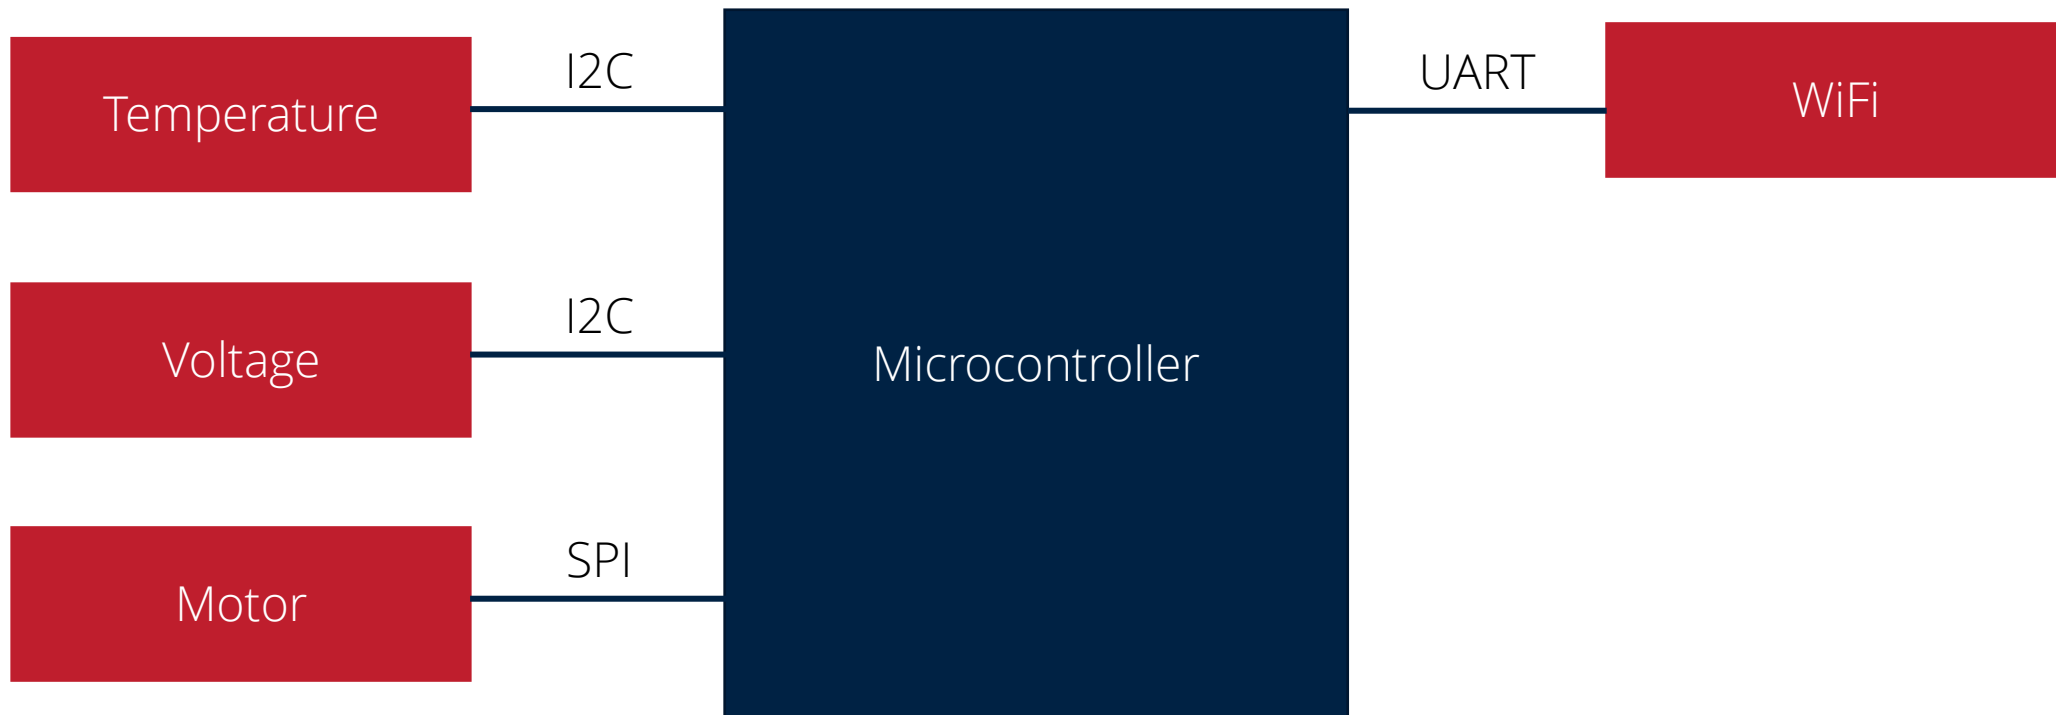 Temperature
I2C
Voltage
I2C
Motor
SPI
Microcontroller
UART
WiFi